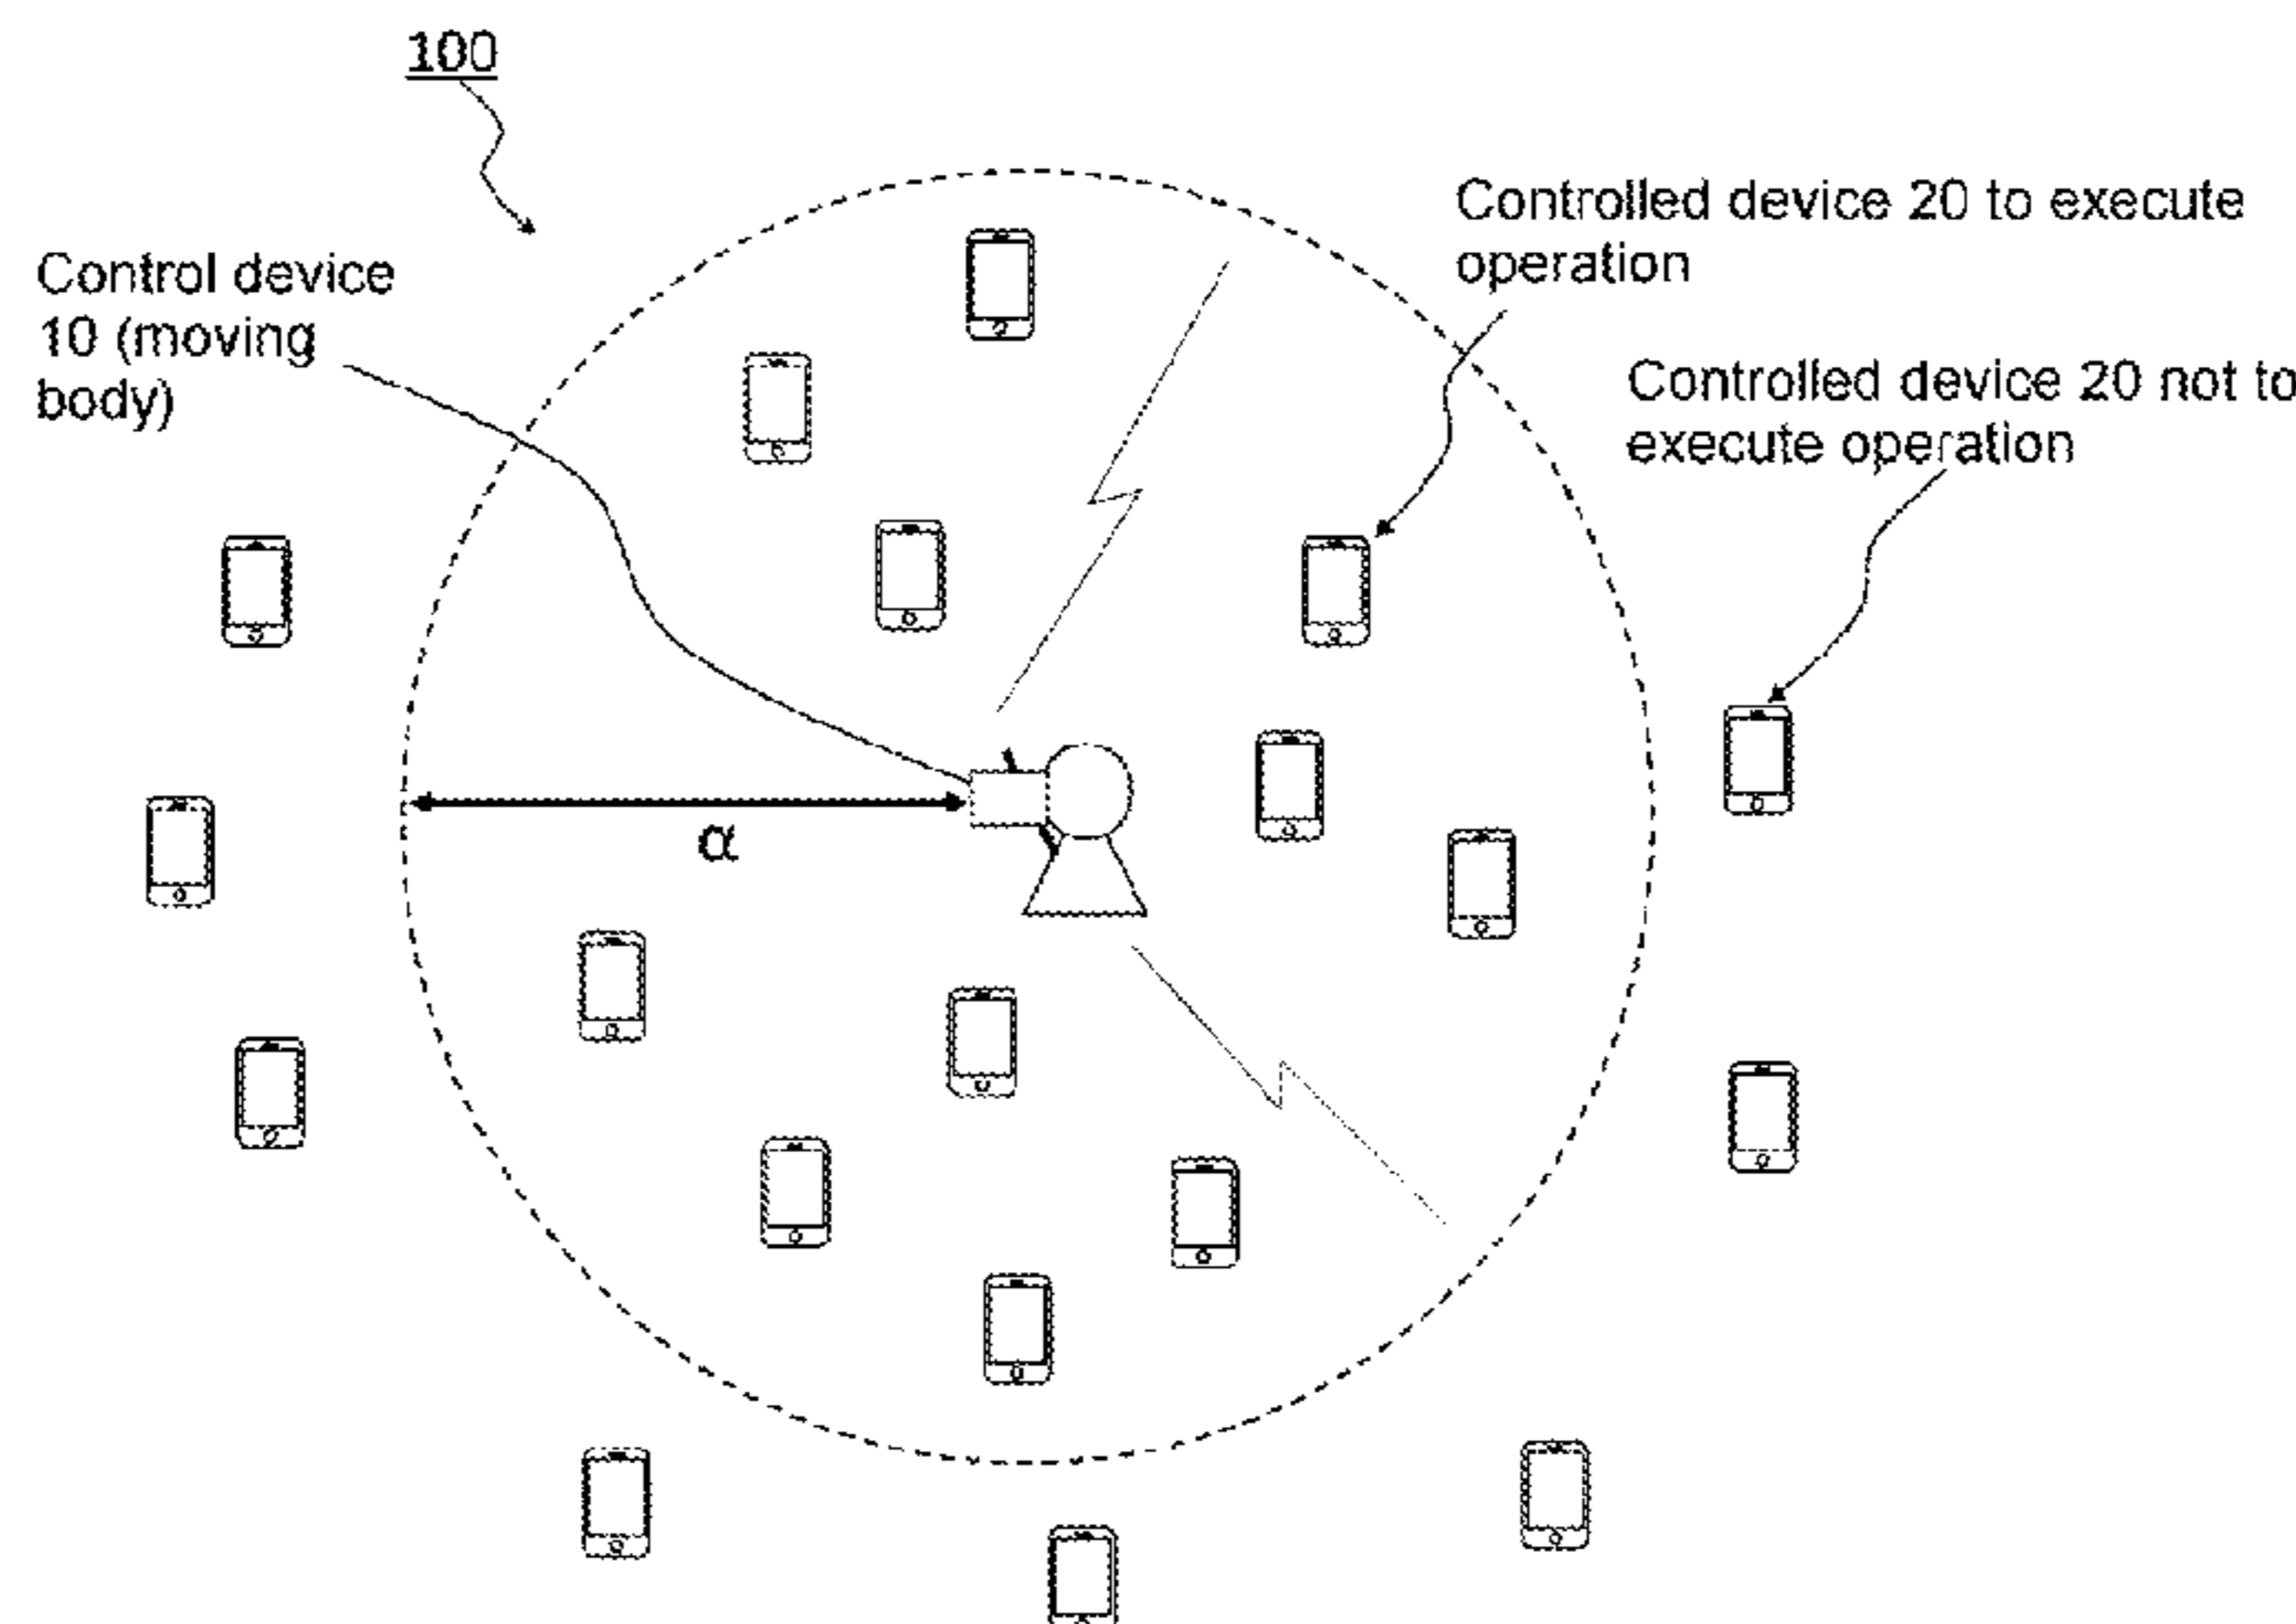 100
Control device
10 (moving
body)
Controlled device 20 to execute
operation
Controlled device 20 not to
execute operation
α